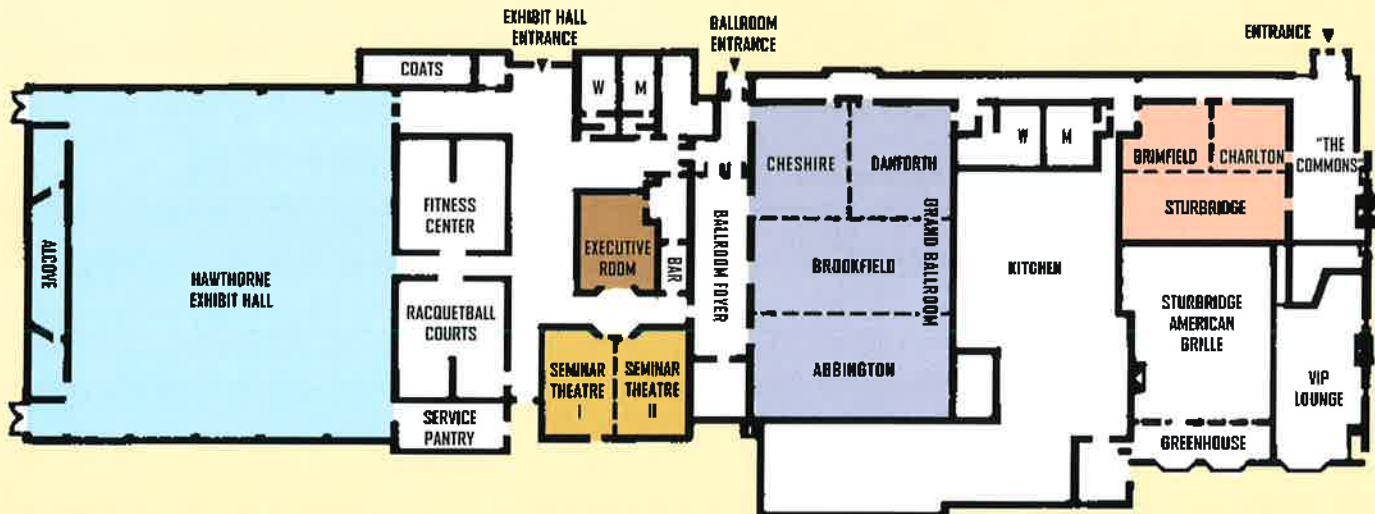 EXHIBIT HALL
ENTRANCE
BALLROOM
ENTRANCE
ENTRANCE
COATS
W
M
CHESHIRE
DANFORTH
W
M
BRIMFIELD
CHARLTON
"THE
COMMONS"
STURBRIDGE
FITNESS
CENTER
EXECUTIVE
ROOM
BAR
BALLROOM FOYER
BROOKFIELD
GRAND BALLROOM
KITCHEN
ALCOVE
HAWTHORNE
EXHIBIT HALL
RACQUETBALL
COURTS
STURBRIDGE
AMERICAN
GRILLE
SEMINAR
THEATRE
I
SEMINAR
THEATRE
II
ABBINGTON
VIP
LOUNGE
SERVICE
PANTRY
GREENHOUSE